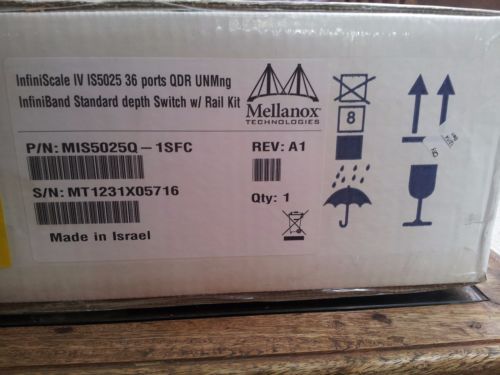 InfiniScale IV IS5025 36 ports QDR UNMng
InfiniBand Standard depth Switch w/ Rail Kit
Mellanox
TECHNOLOGIES
P/N: MIS5025Q-1SFC
REV: A1
S/N: MT1231X05716
Qty: 1
Made in Israel
8